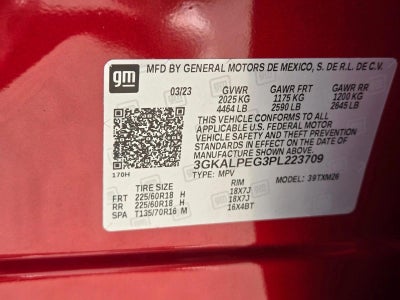 gm MFD BY GENERAL MOTORS DE MEXICO, S. DE R.L. DE C.V.
03/23 GVWR GAWR FRT GAWR RR
2025 KG 1175 KG 1200 KG
4464 LB 2590 LB 2645 LB
THIS VEHICLE CONFORMS TO ALL
APPLICABLE U.S. FEDERAL MOTOR
VEHICLE SAFETY AND THEFT PREVENTION
STANDARDS IN EFFECT ON THE DATE OF
MANUFACTURE SHOWN ABOVE.
3GKALPEG3PL223709
170H TYPE: MPV MODEL: 39TXM26
TIRE SIZE RIM
FRT 225/60R18 H 18X7J
RR 225/60R18 H 18X7J
SPA T135/70R16 M 16X4BT